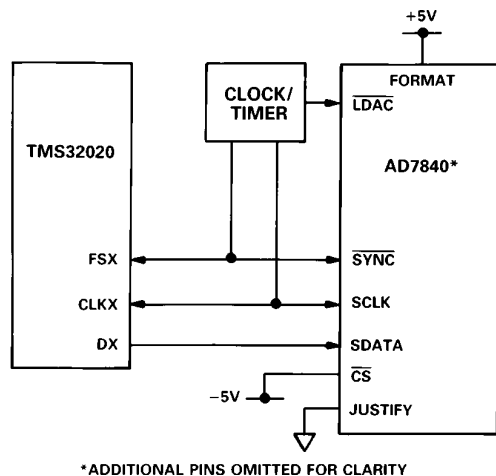 +5V
FORMAT
CLOCK/
TIMER
LDAC
TMS32020
AD7840*
FSX
SYNC
CLKX
SCLK
DX
SDATA
CS
−5V
JUSTIFY
*ADDITIONAL PINS OMITTED FOR CLARITY